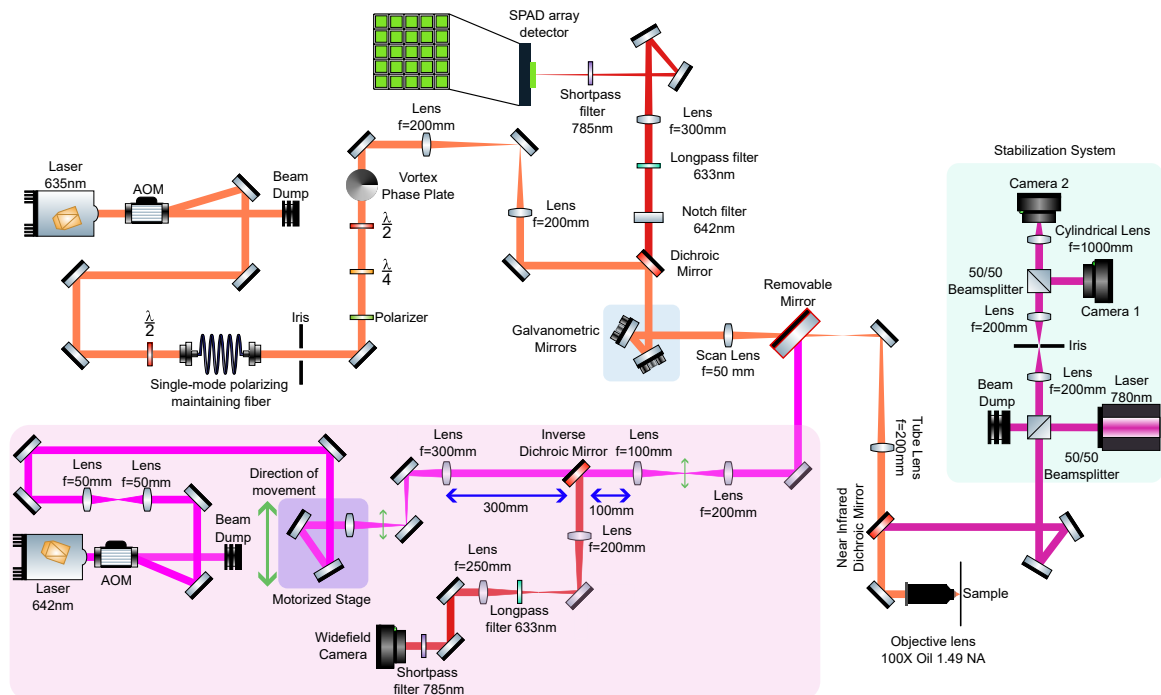 SPAD array
detector
Shortpass
filter
785nm
Lens
f=300mm
Longpass filter
633nm
Notch filter
642nm
Dichroic
Mirror
Lens
f=200mm
Vortex
Phase Plate
Lens
f=200mm
Laser
635nm
AOM
Beam
Dump
λ
2
λ
4
Polarizer
λ
2
Single-mode polarizing
maintaining fiber
Iris
Galvanometric
Mirrors
Scan Lens
f=50 mm
Removable
Mirror
Tube Lens
f=200mm
Near Infrared
Dichroic Mirror
Sample
Objective lens
100X Oil 1.49 NA
Stabilization System
Camera 2
Cylindrical Lens
f=1000mm
50/50
Beamsplitter
Camera 1
Lens
f=200mm
Iris
Lens
f=200mm
Beam
Dump
Laser
780nm
50/50
Beamsplitter
Lens
f=50mm
Lens
f=50mm
Laser
642nm
AOM
Beam
Dump
Direction of
movement
Motorized Stage
Lens
f=300mm
300mm
Inverse
Dichroic Mirror
100mm
Lens
f=100mm
Lens
f=200mm
Lens
f=200mm
Lens
f=250mm
Longpass
filter 633nm
Widefield
Camera
Shortpass
filter 785nm